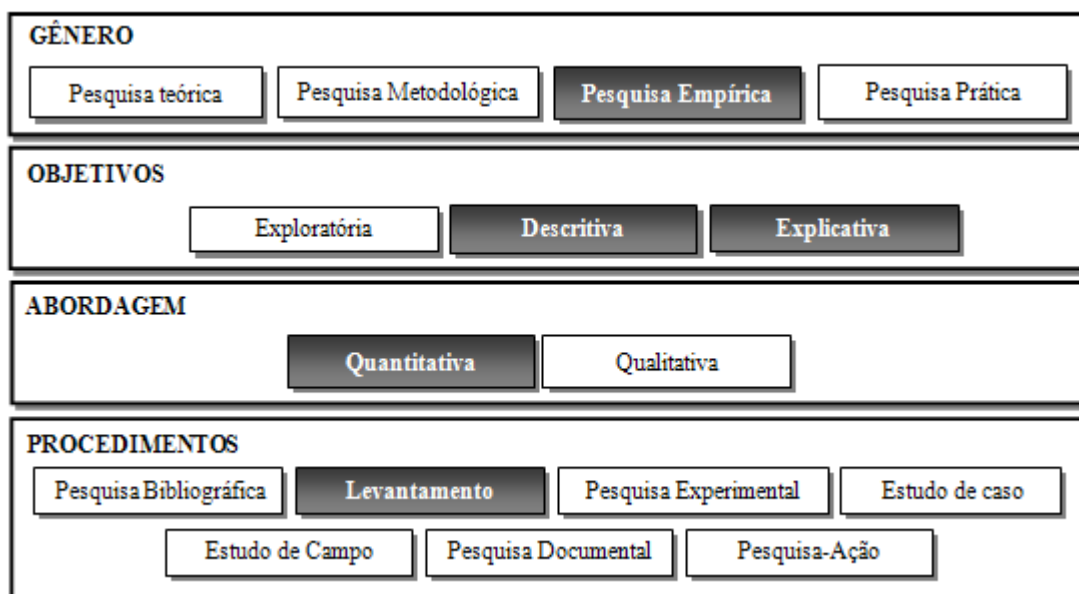 GÊNERO
Pesquisa teórica Pesquisa Metodológica Pesquisa Empírica Pesquisa Prática
OBJETIVOS
Exploratória Descritiva Explicativa
ABORDAGEM
Quantitativa Qualitativa
PROCEDIMENTOS
Pesquisa Bibliográfica Levantamento Pesquisa Experimental Estudo de caso
Estudo de Campo Pesquisa Documental Pesquisa-Ação